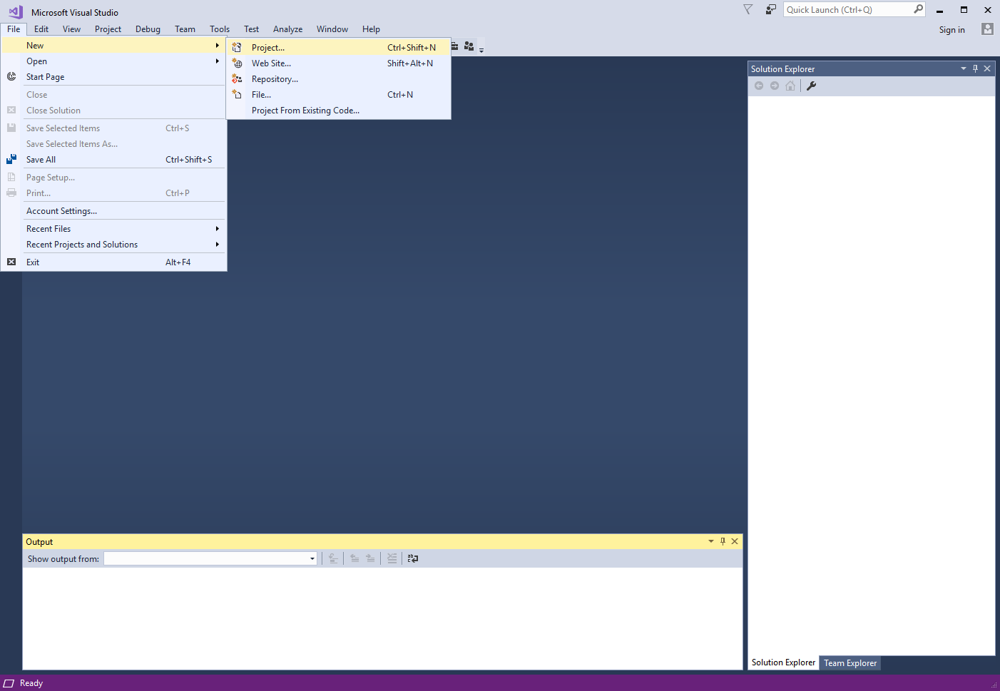 Microsoft Visual Studio
Quick Launch (Ctrl+Q)
File Edit View Project Debug Team Tools Test Analyze Window Help
Sign in
New
Open
Start Page
Close
Close Solution
Save Selected Items Ctrl+S
Save Selected Items As...
Save All Ctrl+Shift+S
Page Setup...
Print... Ctrl+P
Account Settings...
Recent Files
Recent Projects and Solutions
Exit Alt+F4
Project... Ctrl+Shift+N
Web Site... Shift+Alt+N
Repository...
File... Ctrl+N
Project From Existing Code...
Solution Explorer
Output
Show output from:
Solution Explorer Team Explorer
Ready